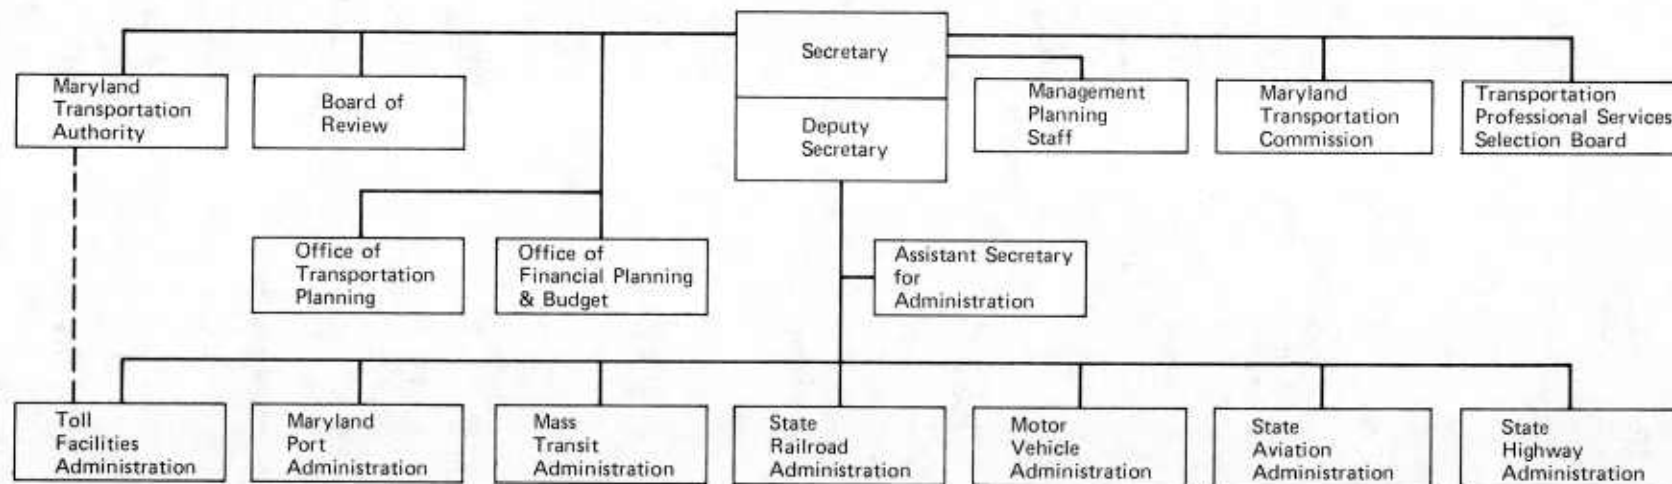 Secretary
Deputy
Secretary
Maryland
Transportation
Authority
Board of
Review
Management
Planning
Staff
Maryland
Transportation
Commission
Transportation
Professional Services
Selection Board
Office of
Transportation
Planning
Office of
Financial Planning
& Budget
Assistant Secretary
for
Administration
Toll
Facilities
Administration
Maryland
Port
Administration
Mass
Transit
Administration
State
Railroad
Administration
Motor
Vehicle
Administration
State
Aviation
Administration
State
Highway
Administration